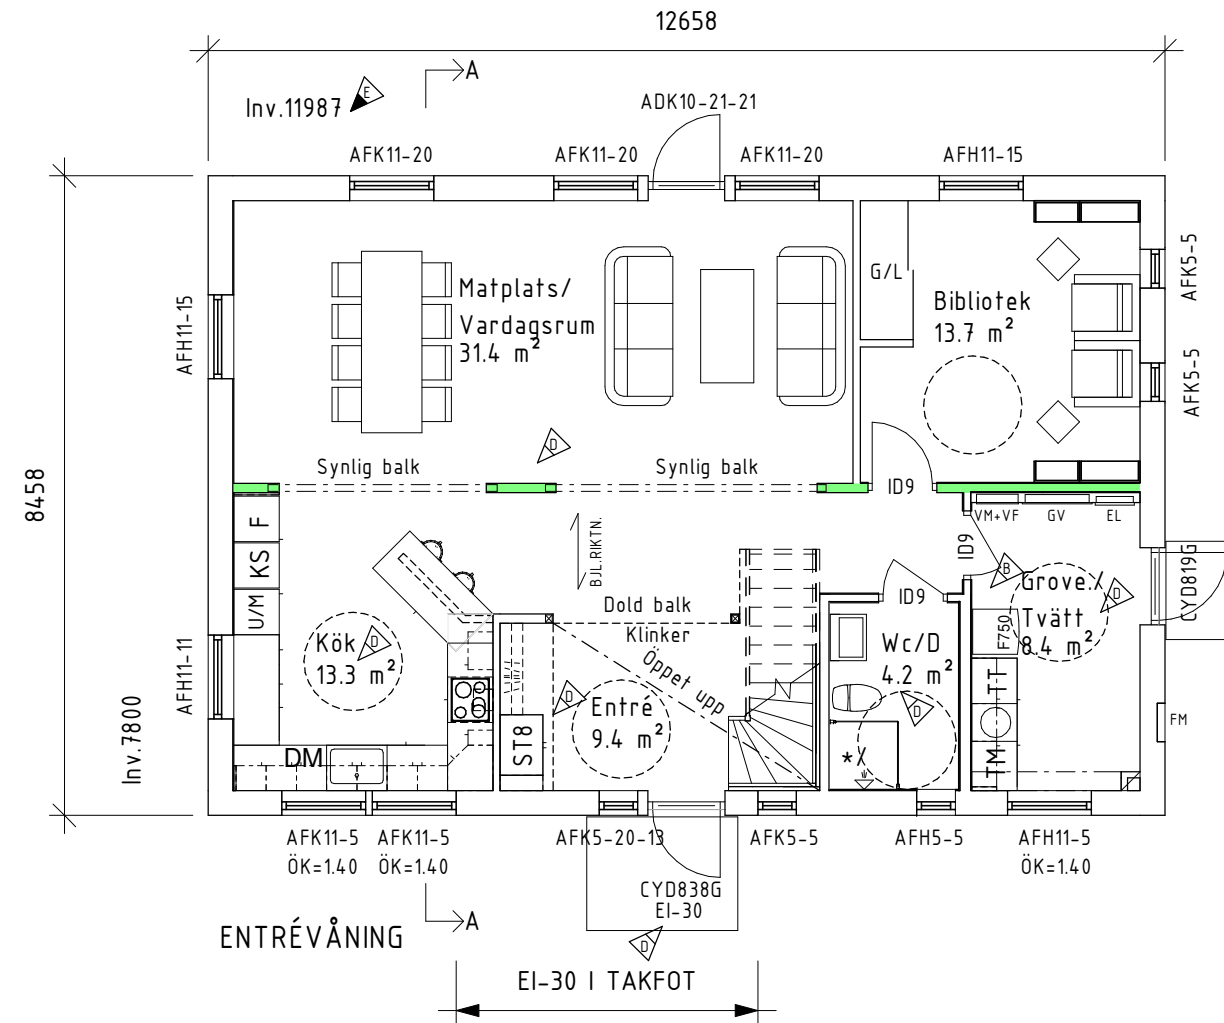 12658
A
E
Inv.11987
ADK10-21-21
AFK11-20
AFK11-20
AFK11-20
AFH11-15
AFK5-5
AFH11-15
G/L
Matplats/
Vardagsrum
31.4 m²
Bibliotek
13.7 m²
AFK5-5
8458
D
Synlig balk
Synlig balk
ID9
F
KS
U/M
BJL.RIKTN.
VM+VF
GV
EL
ID9
B
CYD819G
Grove./
Tvätt
8.4 m²
D
F750
Dold balk
Klinker
Öppet upp
ID9
Wc/D
4.2 m²
D
Kök
13.3 m²
D
AFH11-11
Inv.7800
Entré
9.4 m²
D
ST8
DM
*
TT
TM
FM
AFK11-5
ÖK=1.40
AFK11-5
ÖK=1.40
AFK5-20-13
AFK5-5
AFH5-5
AFH11-5
ÖK=1.40
CYD838G
EI-30
A
D
ENTRÉVÅNING
EI-30 I TAKFOT